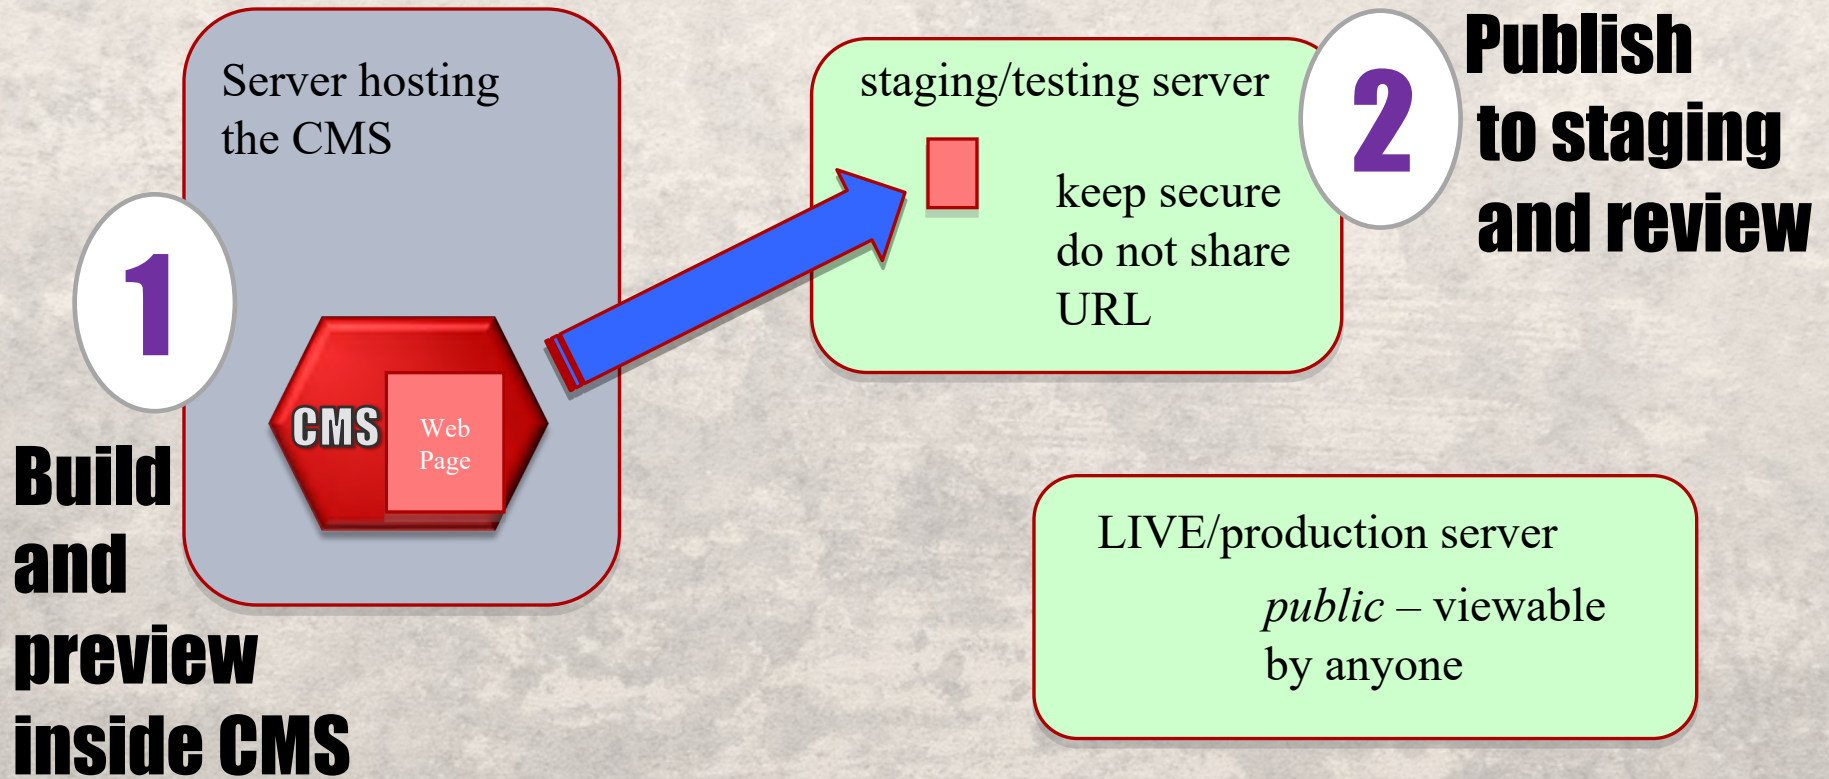 Server hosting
the CMS
1
CMS
Web
Page
Build
and
preview
inside CMS
staging/testing server
keep secure
do not share
URL
2
Publish
to staging
and review
LIVE/production server
public – viewable
by anyone